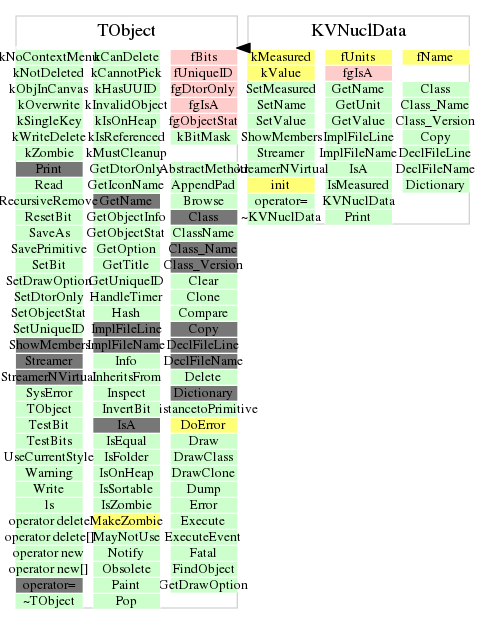 TObject
kNoContextMenu kCanDelete fBits
kNotDeleted kCannotPick fUniqueID
kObjInCanvas kHasUUID fgDtorOnly
kOverwrite kInvalidObject fgIsA
kSingleKey kIsOnHeap fgObjectStat
kWriteDelete kIsReferenced kBitMask
kZombie kMustCleanup
Print GetDtorOnly AbstractMethod
Read GetIconName AppendPad
RecursiveRemove GetName Browse
ResetBit GetObjectInfo Class
SaveAs GetObjectStat ClassName
SavePrimitive GetOption Class_Name
SetBit GetTitle Class_Version
SetDrawOption GetUniqueID Clear
SetDtorOnly HandleTimer Clone
SetObjectStat Hash Compare
SetUniqueID ImplFileLine Copy
ShowMembers ImplFileName DeclFileLine
Streamer Info DeclFileName
StreamerNVirtual InheritsFrom Delete
SysError Inspect Dictionary
TObject InvertBit istancetoPrimitive
TestBit IsA DoError
TestBits IsEqual Draw
UseCurrentStyle IsFolder DrawClass
Warning IsOnHeap DrawClone
Write IsSortable Dump
ls IsZombie Error
operator delete MakeZombie Execute
operator delete[] MayNotUse ExecuteEvent
operator new Notify Fatal
operator new[] Obsolete FindObject
operator= Paint GetDrawOption
~TObject Pop
KVNuclData
kMeasured fUnits fName
kValue fgIsA
SetMeasured GetName Class
SetName GetUnit Class_Name
SetValue GetValue Class_Version
ShowMembers ImplFileLine Copy
Streamer ImplFileName DeclFileLine
StreamerNVirtual IsA DeclFileName
init IsMeasured Dictionary
operator= KVNuclData
~KVNuclData Print